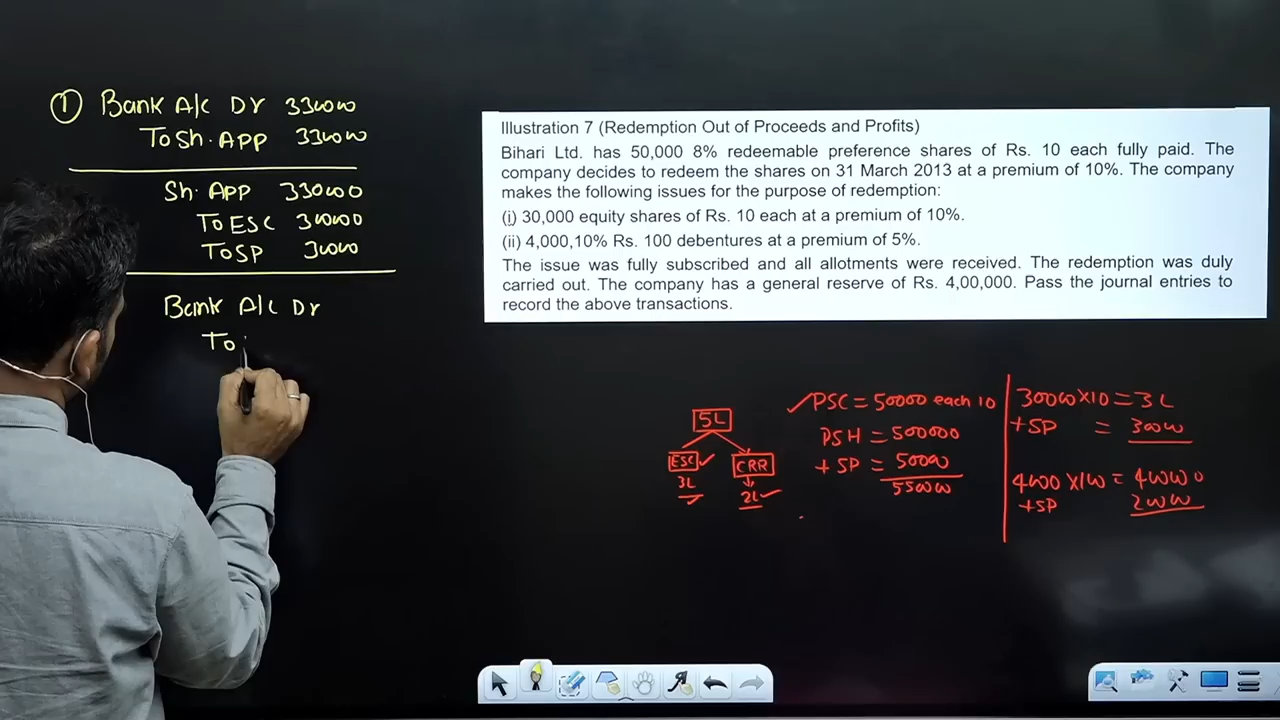 ① Bank A/c Dr 330000
To Sh. APP 330000
Sh. APP 330000
To ESC 300000
To SP 30000
Bank A/c Dr
To
Illustration 7 (Redemption Out of Proceeds and Profits)
Bihari Ltd. has 50,000 8% redeemable preference shares of Rs. 10 each fully paid. The
company decides to redeem the shares on 31 March 2013 at a premium of 10%. The company
makes the following issues for the purpose of redemption:
(i) 30,000 equity shares of Rs. 10 each at a premium of 10%.
(ii) 4,000,10% Rs. 100 debentures at a premium of 5%.
The issue was fully subscribed and all allotments were received. The redemption was duly
carried out. The company has a general reserve of Rs. 4,00,000. Pass the journal entries to
record the above transactions.
5L
ESC ✓
3L
CRR
2L ✓
✓ PSC = 50000 each 10
PSH = 500000
+ SP = 50000
550000
30000 × 10 = 3L
+ SP = 30000
4000 × 100 = 400000
+ SP 20000